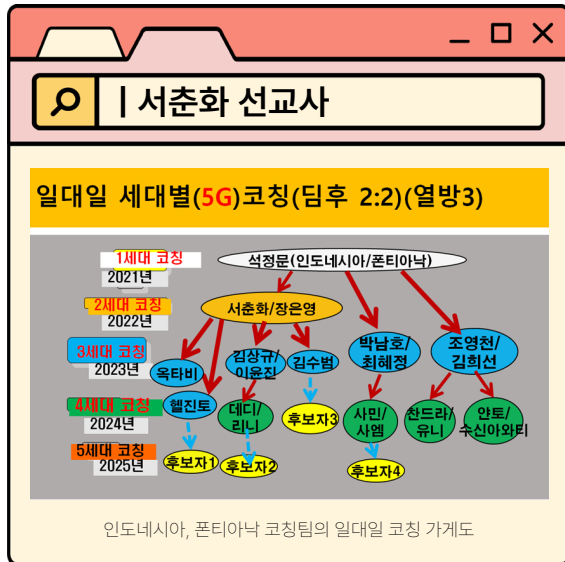 | 서춘화 선교사
일대일 세대별(5G)코칭(딤후 2:2)(열방3)
1세대 코칭
2021년
석정문(인도네시아/폰티아낙)
2세대 코칭
2022년
서춘화/장은영
3세대 코칭
2023년
옥타비
김상규/
이윤진
김수범
박남호/
최혜정
조영천/
김희선
4세대 코칭
2024년
헬진토
데디/
리니
후보자3
사민/
사엠
찬드라/
유니
얀토/
수신아와티
5세대 코칭
2025년
후보자1
후보자2
후보자4
인도네시아, 폰티아낙 코칭팀의 일대일 코칭 가게도